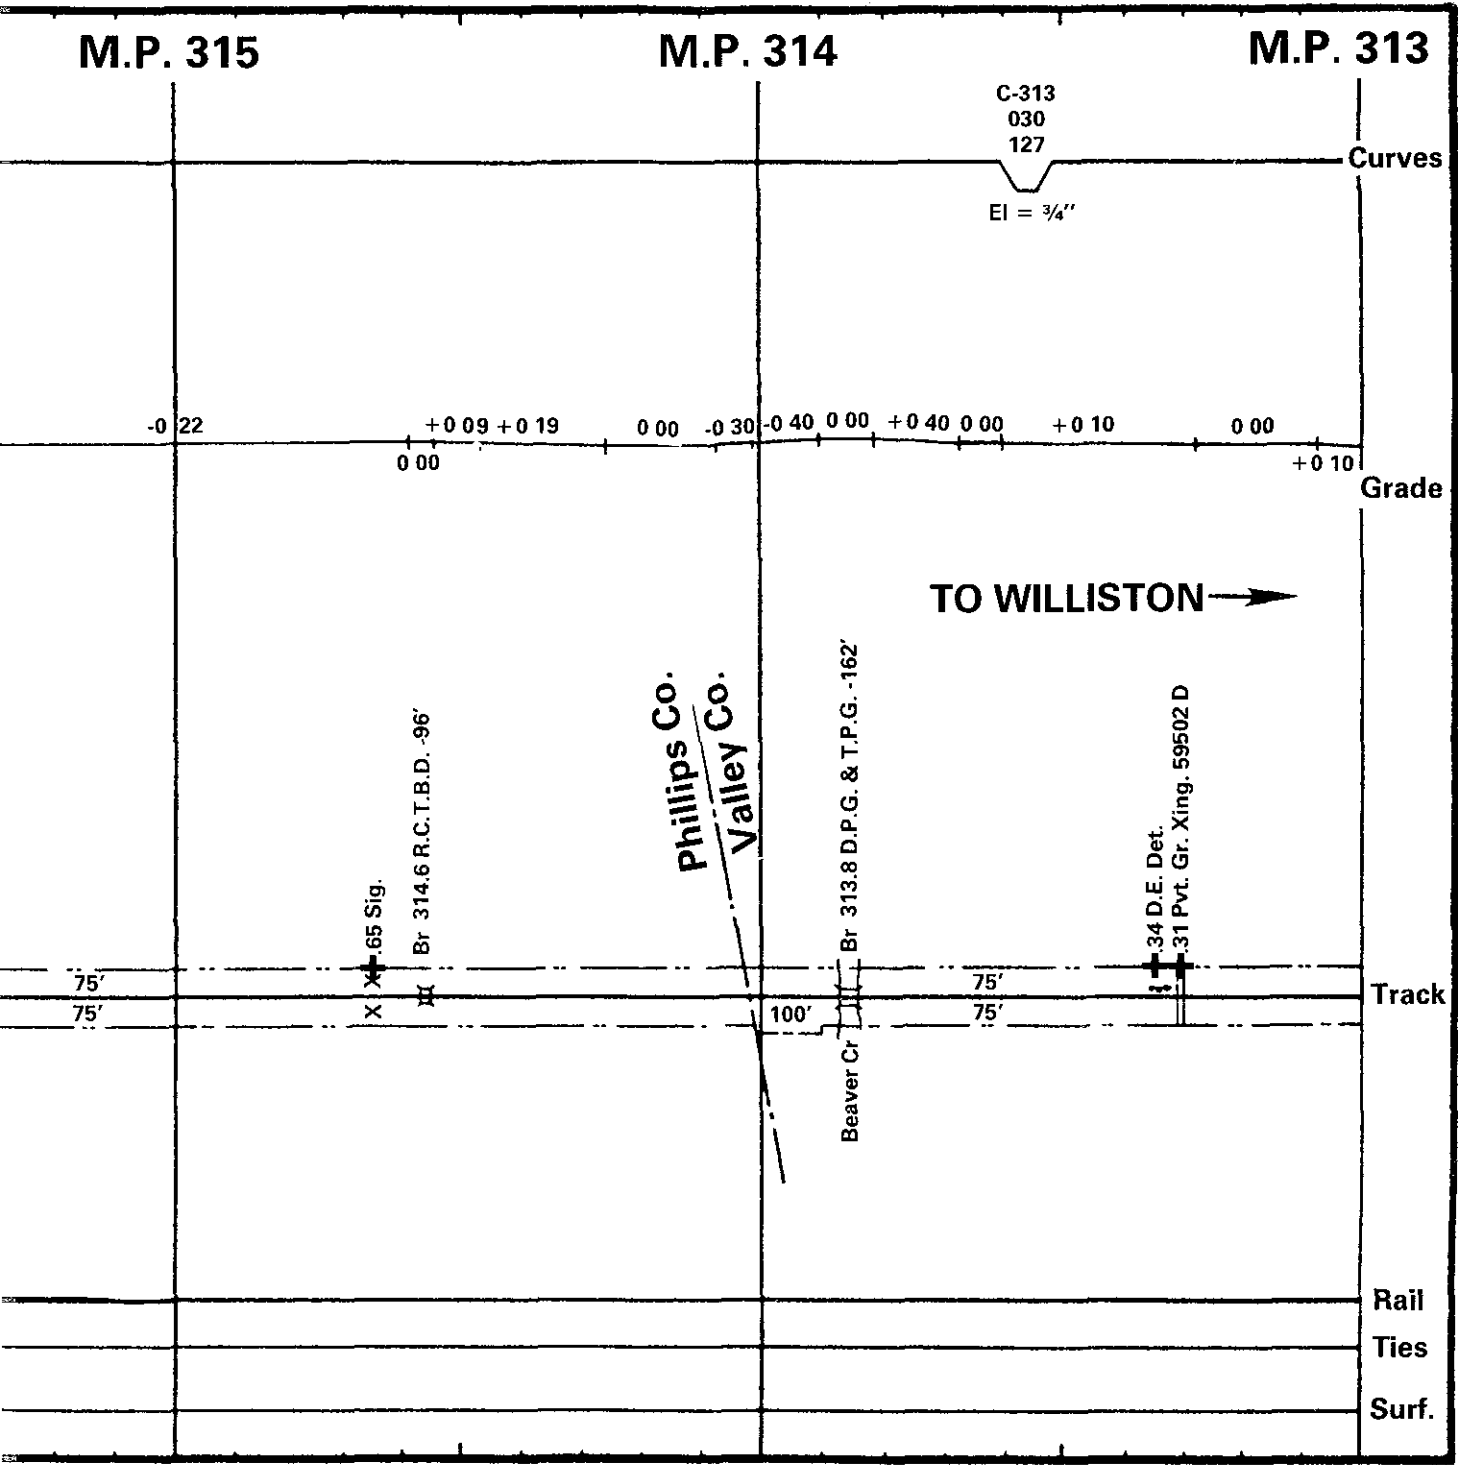 M.P. 315
M.P. 314
M.P. 313
C-313
030
127
Curves
El = ¾″
-0 22
+0 09
+0 19
0 00
-0 30
-0 40
0 00
+0 40
0 00
+0 10
0 00
0 00
+0 10
Grade
TO WILLISTON
Phillips Co.
Valley Co.
.65 Sig.
Br 314.6 R.C.T.B.D. -96′
Br 313.8 D.P.G. & T.P.G. -162′
.34 D.E. Det.
.31 Pvt. Gr. Xing. 59502 D
75′
75′
Track
75′
100′
75′
Beaver Cr
Rail
Ties
Surf.